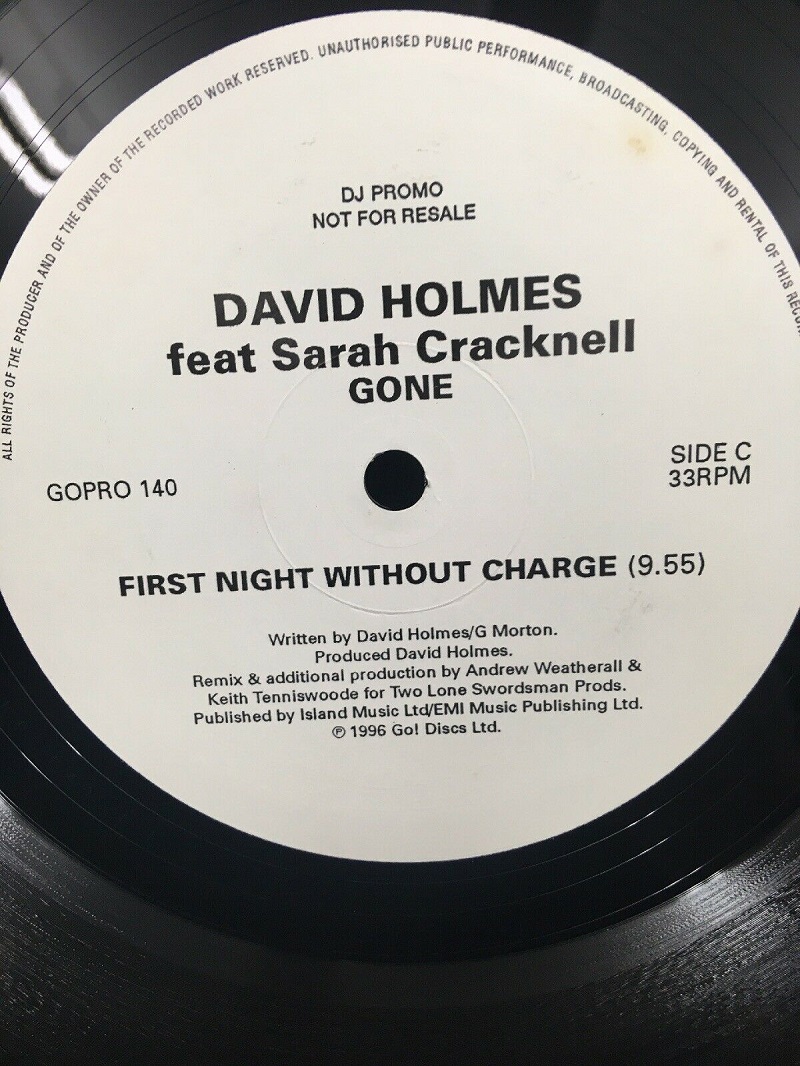 ALL RIGHTS OF THE PRODUCER AND OF THE OWNER OF THE RECORDED WORK RESERVED. UNAUTHORISED PUBLIC PERFORMANCE, BROADCASTING, COPYING AND RENTAL OF THIS
DJ PROMO
NOT FOR RESALE
DAVID HOLMES
feat Sarah Cracknell
GONE
GOPRO 140
SIDE C
33RPM
FIRST NIGHT WITHOUT CHARGE (9.55)
Written by David Holmes/G Morton.
Produced David Holmes.
Remix & additional production by Andrew Weatherall &
Keith Tenniswoode for Two Lone Swordsman Prods.
Published by Island Music Ltd/EMI Music Publishing Ltd.
℗ 1996 Go! Discs Ltd.